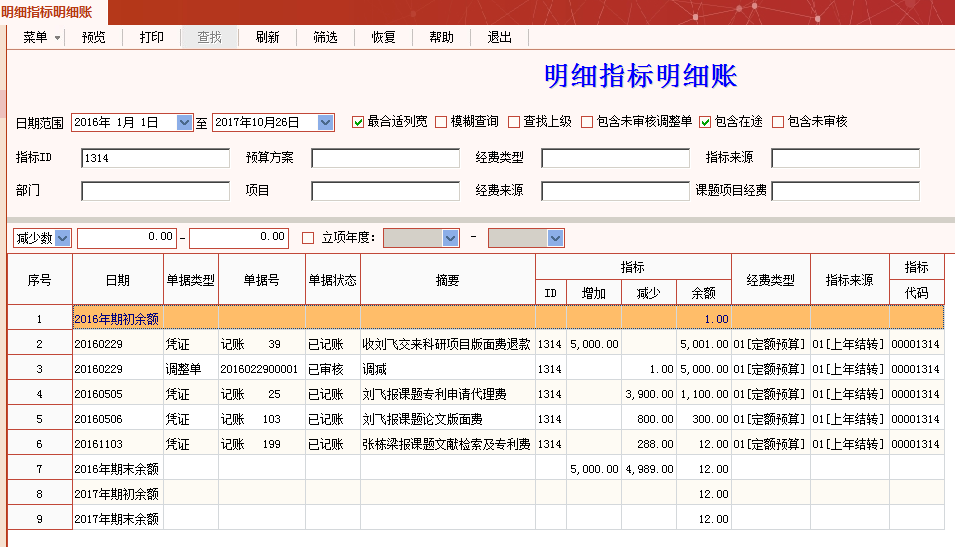 明细指标明细账
菜单 预览 打印 查找 刷新 筛选 恢复 帮助 退出
明细指标明细账
日期范围 2016年 1月 1日 至 2017年10月26日 最合适列宽 模糊查询 查找上级 包含未审核调整单 包含在途 包含未审核
指标ID 1314 预算方案 经费类型 指标来源
部门 项目 经费来源 课题项目经费
减少数 0.00 - 0.00 立项年度： -
序号 日期 单据类型 单据号 单据状态 摘要 指标 经费类型 指标来源 指标
ID 增加 减少 余额 代码
1 2016年期初余额 1.00
2 20160229 凭证 记账 39 已记账 收刘飞交来科研项目版面费退款 1314 5,000.00 5,001.00 01[定额预算] 01[上年结转] 00001314
3 20160229 调整单 2016022900001 已审核 调减 1314 1.00 5,000.00 01[定额预算] 01[上年结转] 00001314
4 20160505 凭证 记账 25 已记账 刘飞报课题专利申请代理费 1314 3,900.00 1,100.00 01[定额预算] 01[上年结转] 00001314
5 20160506 凭证 记账 103 已记账 刘飞报课题论文版面费 1314 800.00 300.00 01[定额预算] 01[上年结转] 00001314
6 20161103 凭证 记账 199 已记账 张栋梁报课题文献检索及专利费 1314 288.00 12.00 01[定额预算] 01[上年结转] 00001314
7 2016年期末余额 5,000.00 4,989.00 12.00
8 2017年期初余额 12.00
9 2017年期末余额 12.00